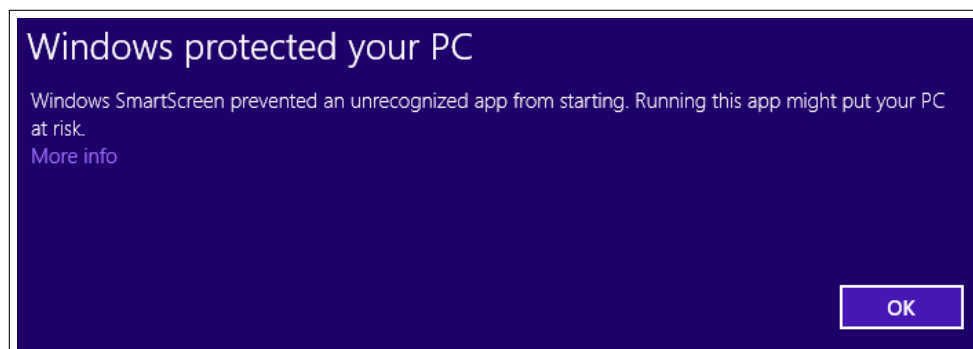 Windows protected your PC
Windows SmartScreen prevented an unrecognized app from starting. Running this app might put your PC
at risk.
More info
OK